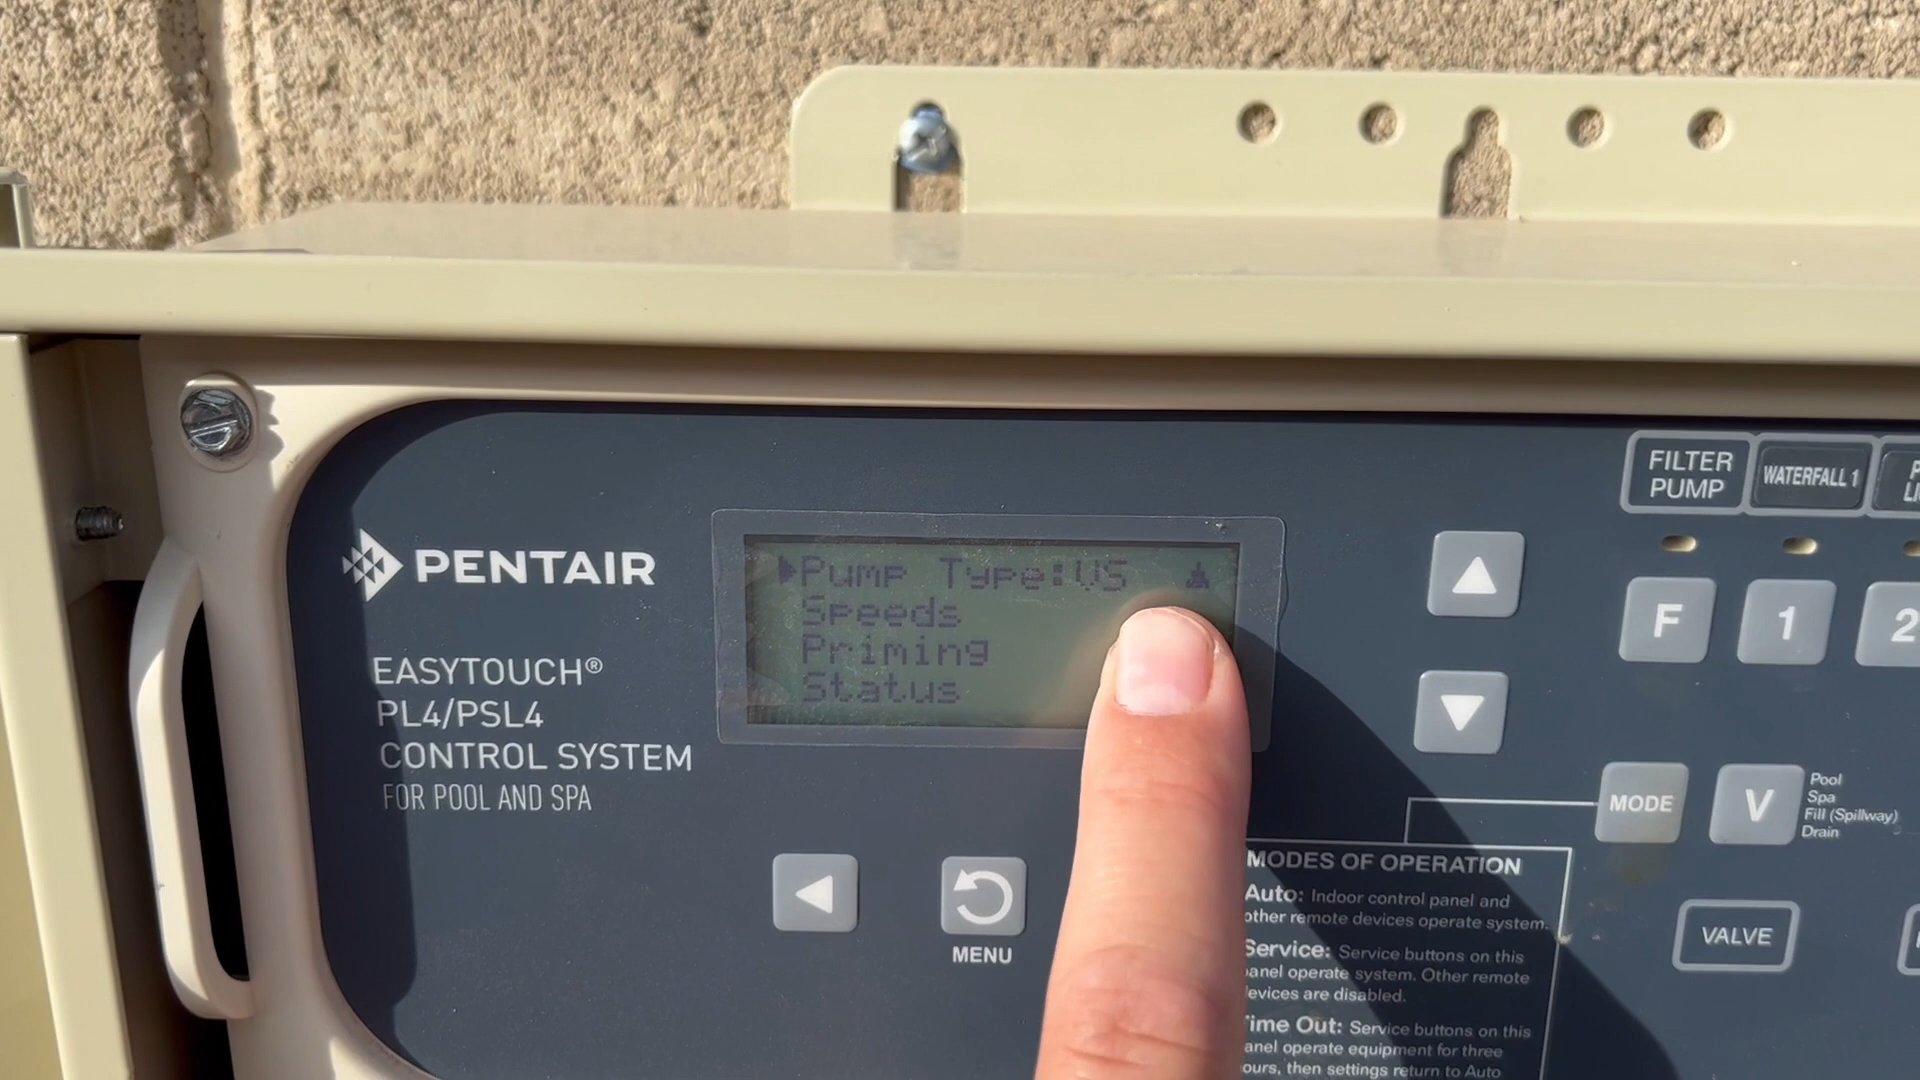 PENTAIR
EASYTOUCH®
PL4/PSL4
CONTROL SYSTEM
FOR POOL AND SPA
Pump Type:VS
Speeds
Priming
Status
MENU
FILTER
PUMP
WATERFALL 1
F
1
2
MODE
V
Pool
Spa
Fill (Spillway)
Drain
VALVE
MODES OF OPERATION
Auto: Indoor control panel and
other remote devices operate system.
Service: Service buttons on this
panel operate system. Other remote
devices are disabled.
Time Out: Service buttons on this
panel operate equipment for three
hours, then settings return to Auto